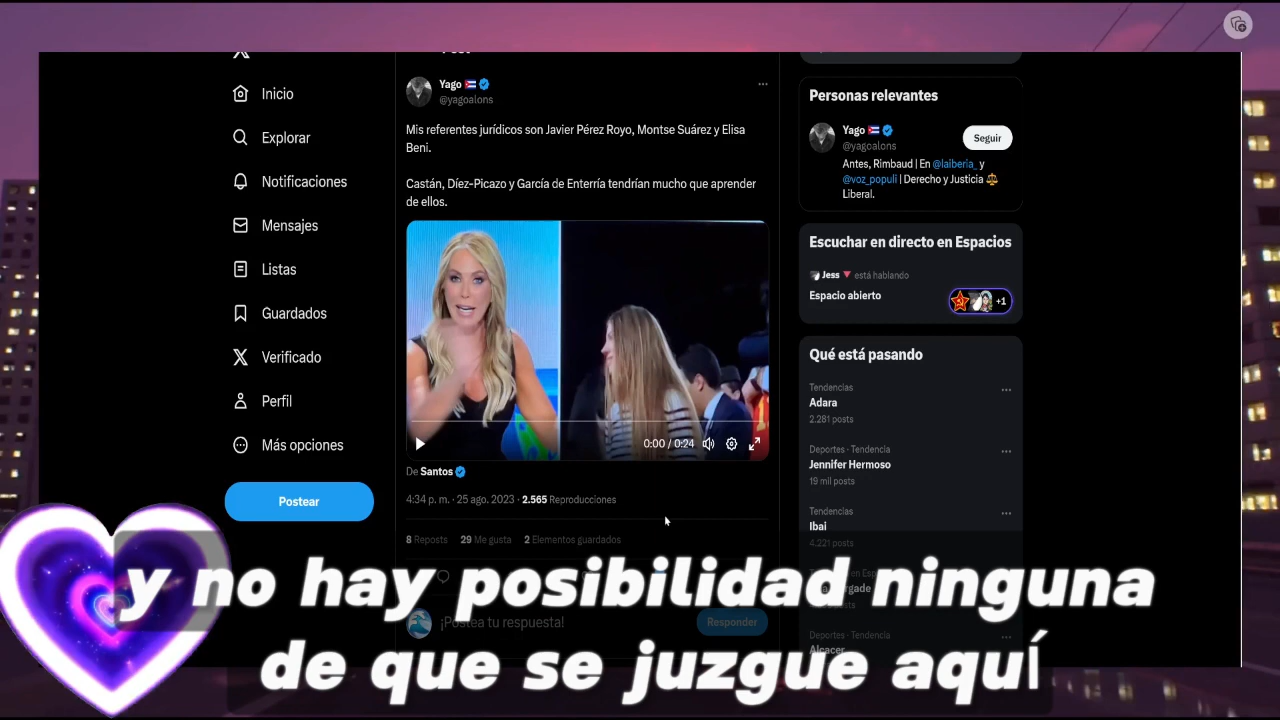 Inicio
Explorar
Notificaciones
Mensajes
Listas
Guardados
Verificado
Perfil
Más opciones
Postear
Yago
@yagoalons
Mis referentes jurídicos son Javier Pérez Royo, Montse Suárez y Elisa
Beni.
Castán, Díez-Picazo y García de Enterría tendrían mucho que aprender
de ellos.
0:00 / 0:24
De Santos
4:34 p. m. · 25 ago. 2023 · 2.565 Reproducciones
8 Reposts 29 Me gusta 2 Elementos guardados
¡Postea tu respuesta!
Responder
Personas relevantes
Yago
@yagoalons
Seguir
Antes, Rimbaud | En @lalberia_ y
@voz_populi | Derecho y Justicia
Liberal.
Escuchar en directo en Espacios
Jess está hablando
Espacio abierto
+1
Qué está pasando
Tendencias
Adara
2.281 posts
Deportes · Tendencia
Jennifer Hermoso
19 mil posts
Tendencias
Ibai
4.221 posts
Deportes · Tendencia
Alcacer
y no hay posibilidad ninguna
de que se juzgue aquí